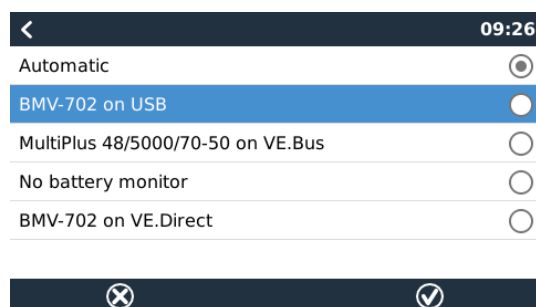 09:26
Automatic
BMV-702 on USB
MultiPlus 48/5000/70-50 on VE.Bus
No battery monitor
BMV-702 on VE.Direct